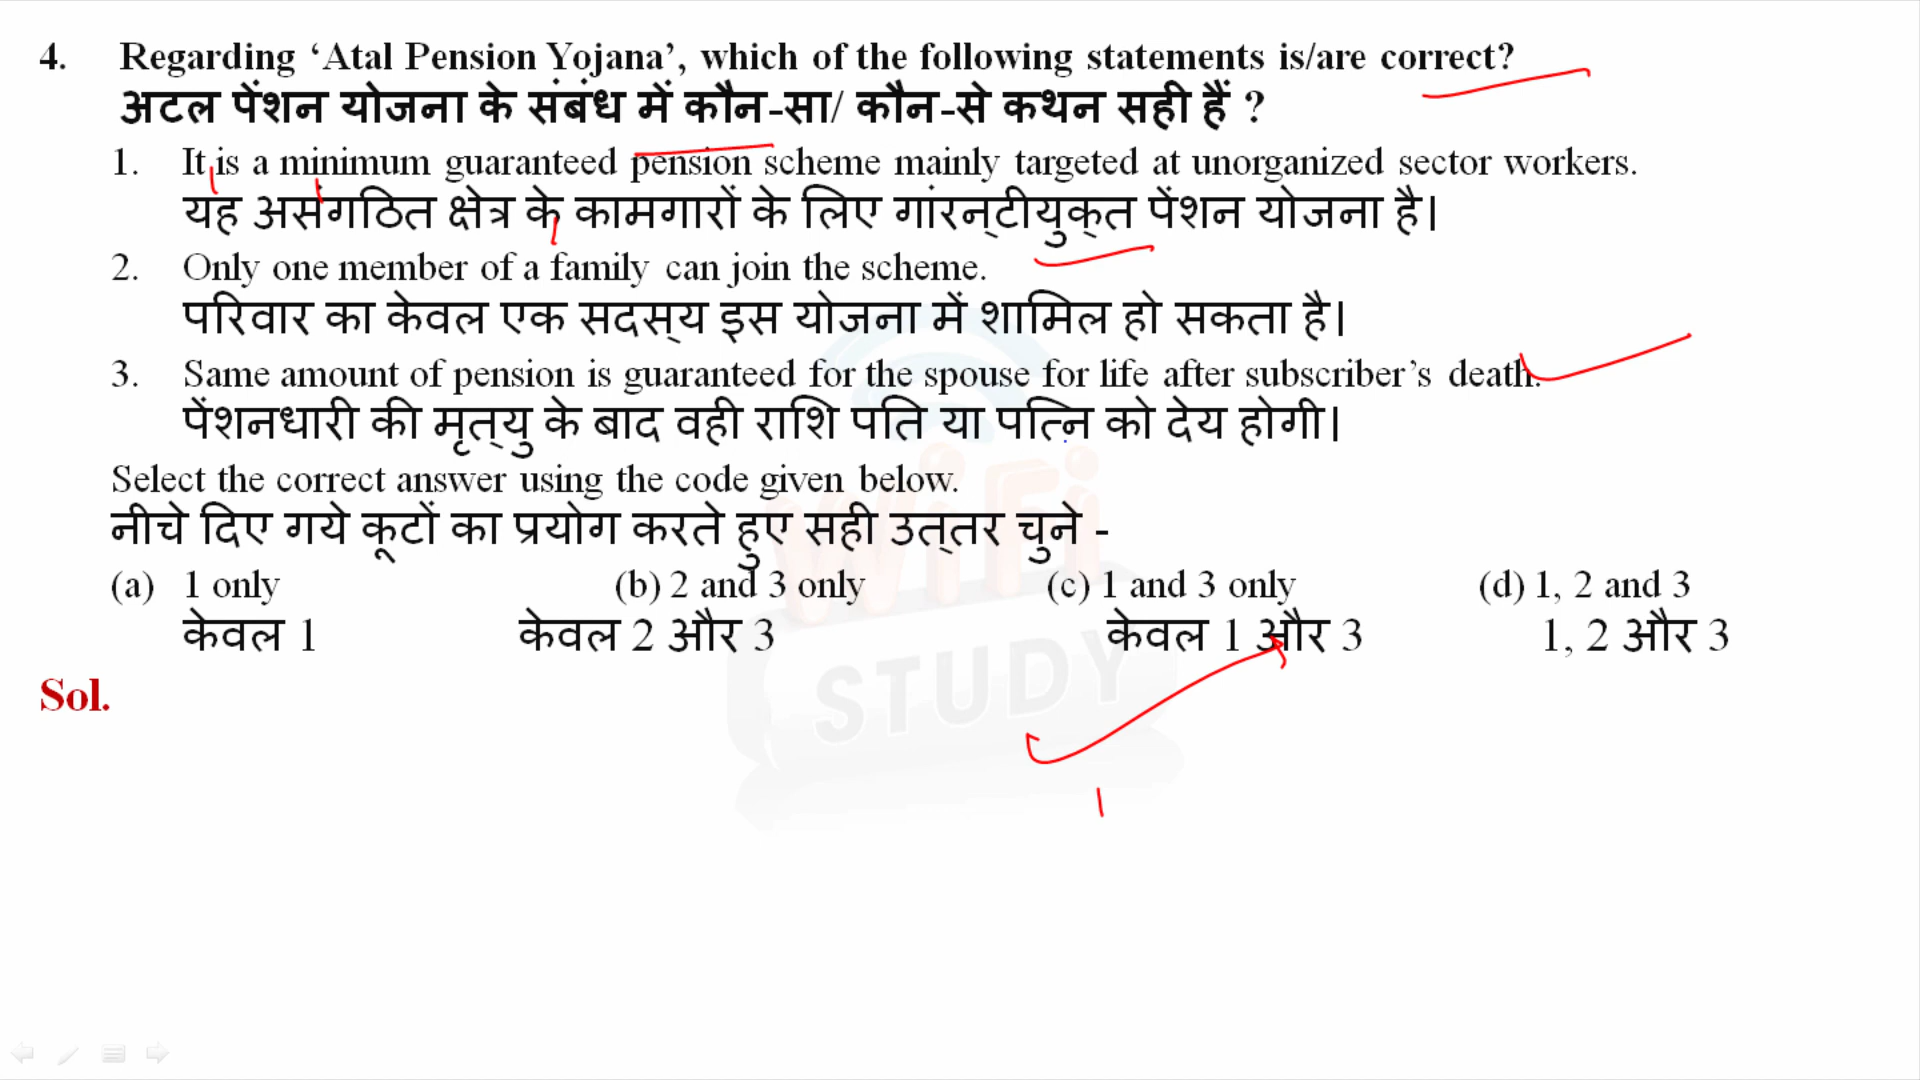 4. Regarding ‘Atal Pension Yojana’, which of the following statements is/are correct?
अटल पेंशन योजना के संबंध में कौन-सा/ कौन-से कथन सही हैं ?
1. It is a minimum guaranteed pension scheme mainly targeted at unorganized sector workers.
यह असंगठित क्षेत्र के कामगारों के लिए गांरन्टीयुक्त पेंशन योजना है।
2. Only one member of a family can join the scheme.
परिवार का केवल एक सदस्य इस योजना में शामिल हो सकता है।
3. Same amount of pension is guaranteed for the spouse for life after subscriber’s death.
पेंशनधारी की मृत्यु के बाद वही राशि पति या पत्नि को देय होगी।
Select the correct answer using the code given below.
नीचे दिए गये कूटों का प्रयोग करते हुए सही उत्तर चुने -
(a) 1 only (b) 2 and 3 only (c) 1 and 3 only (d) 1, 2 and 3
केवल 1 केवल 2 और 3 केवल 1 और 3 1, 2 और 3
Sol.
WiFi
STUDY